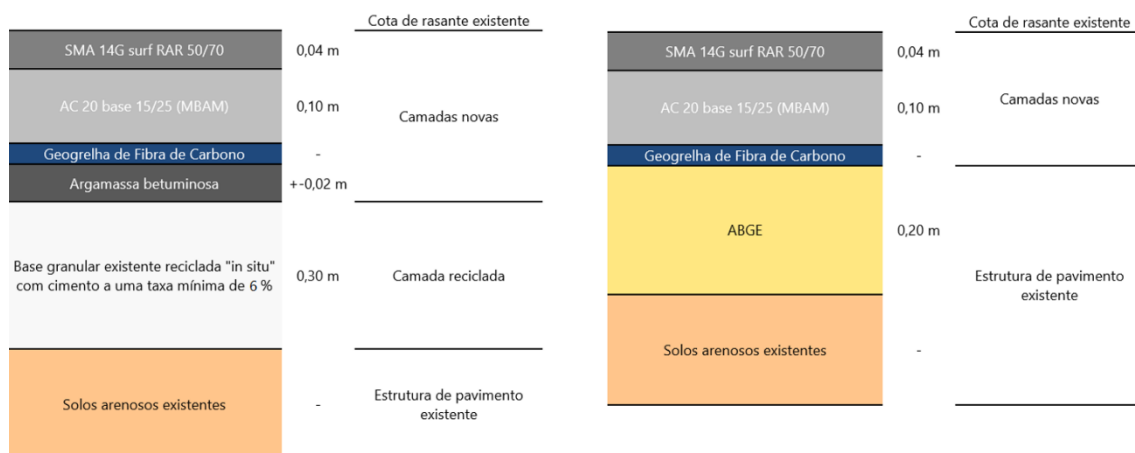 Cota de rasante existente
SMA 14G surf RAR 50/70
0,04 m
AC 20 base 15/25 (MBAM)
0,10 m
Camadas novas
Geogrelha de Fibra de Carbono
-
Argamassa betuminosa
+-0,02 m
Base granular existente reciclada "in situ"
com cimento a uma taxa mínima de 6 %
0,30 m
Camada reciclada
Solos arenosos existentes
-
Estrutura de pavimento
existente
Cota de rasante existente
SMA 14G surf RAR 50/70
0,04 m
AC 20 base 15/25 (MBAM)
0,10 m
Camadas novas
Geogrelha de Fibra de Carbono
-
ABGE
0,20 m
Estrutura de pavimento
existente
Solos arenosos existentes
-